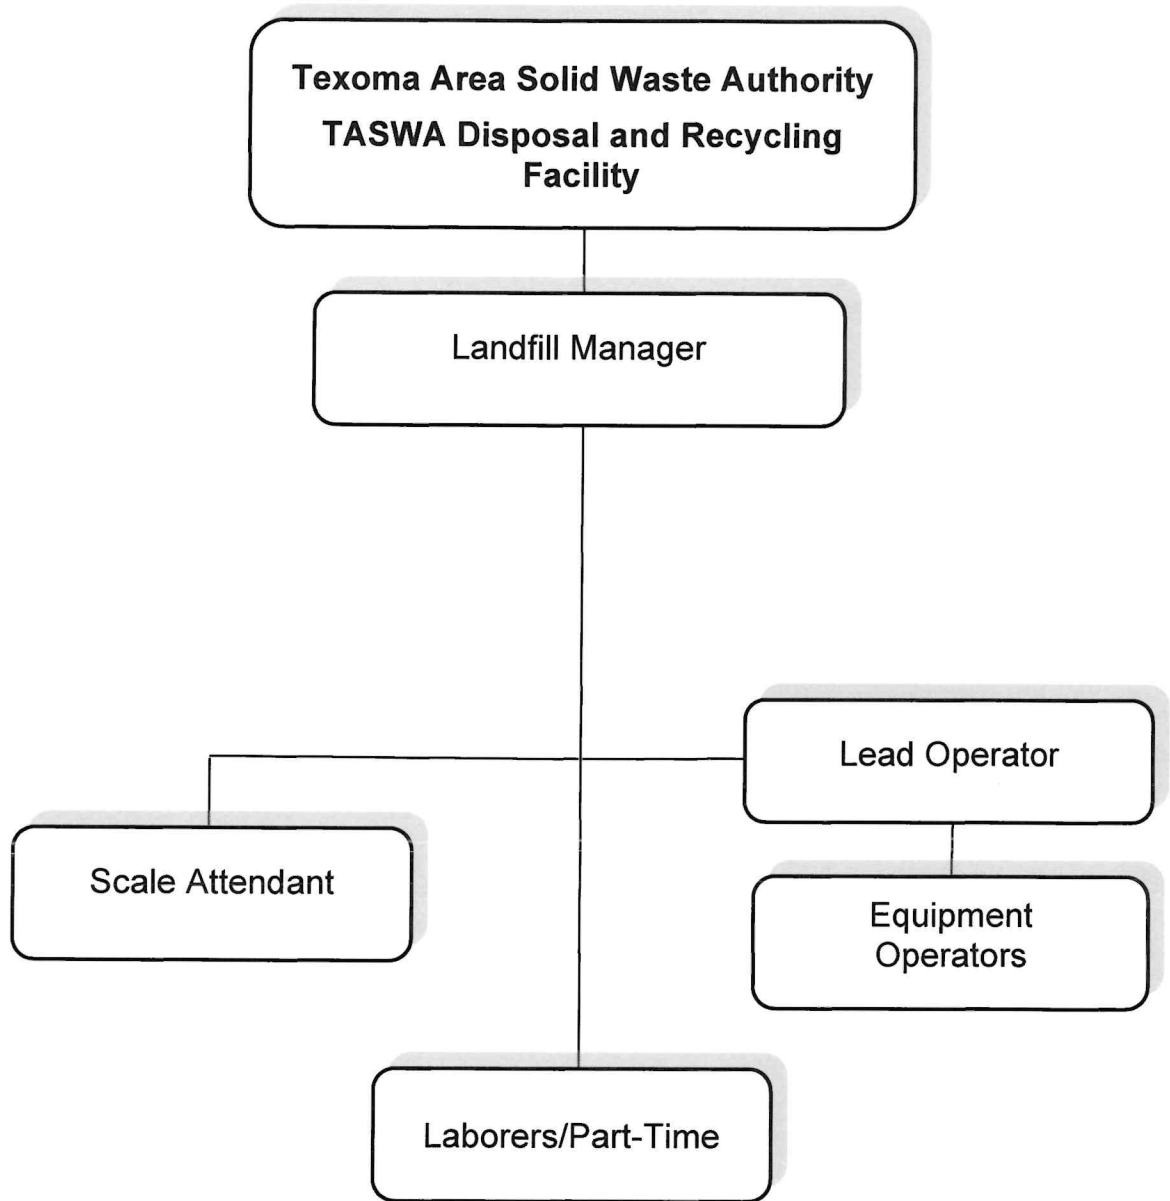 Texoma Area Solid Waste Authority
TASWA Disposal and Recycling
Facility
Landfill Manager
Lead Operator
Scale Attendant
Equipment
Operators
Laborers/Part-Time